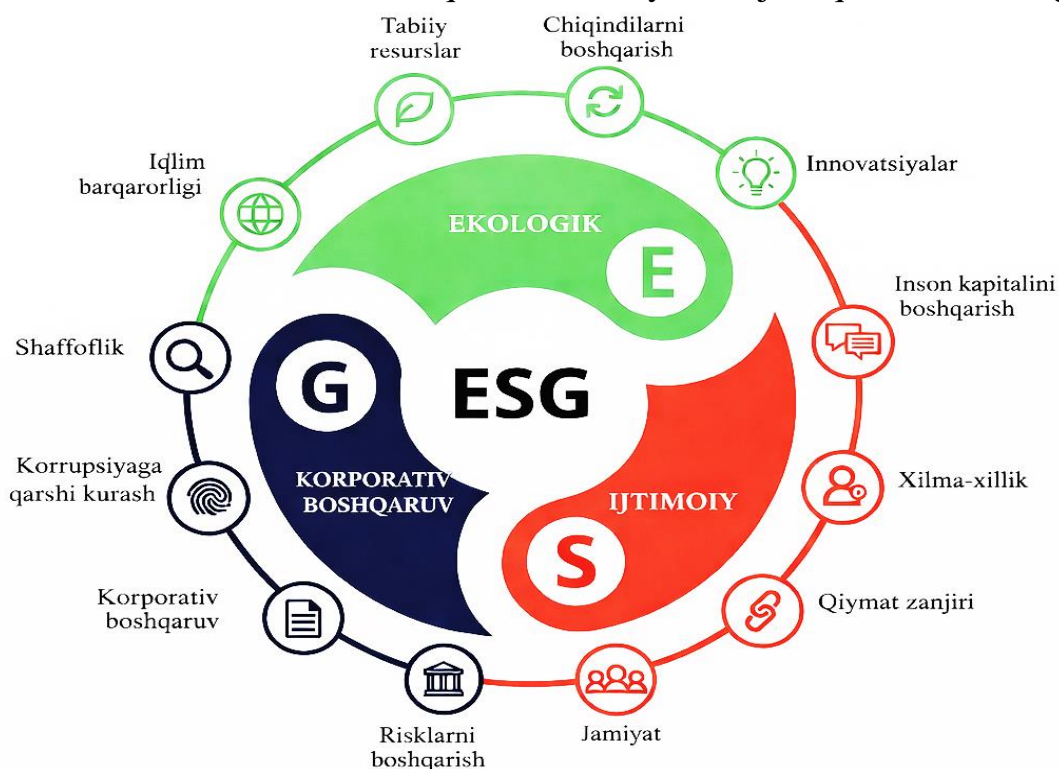 Tabiiy
resurslar
Chiqindilarni
boshqarish
Iqlim
barqarorligi
Innovatsiyalar
EKOLOGIK
E
Inson kapitalini
boshqarish
Shaffoflik
G
ESG
Korrupsiyaga
qarshi kurash
KORPORATIV
BOSHQARUV
IJTIMOIY
Xilma-xillik
S
Korporativ
boshqaruv
Qiymat zanjiri
Risklarni
boshqarish
Jamiyat